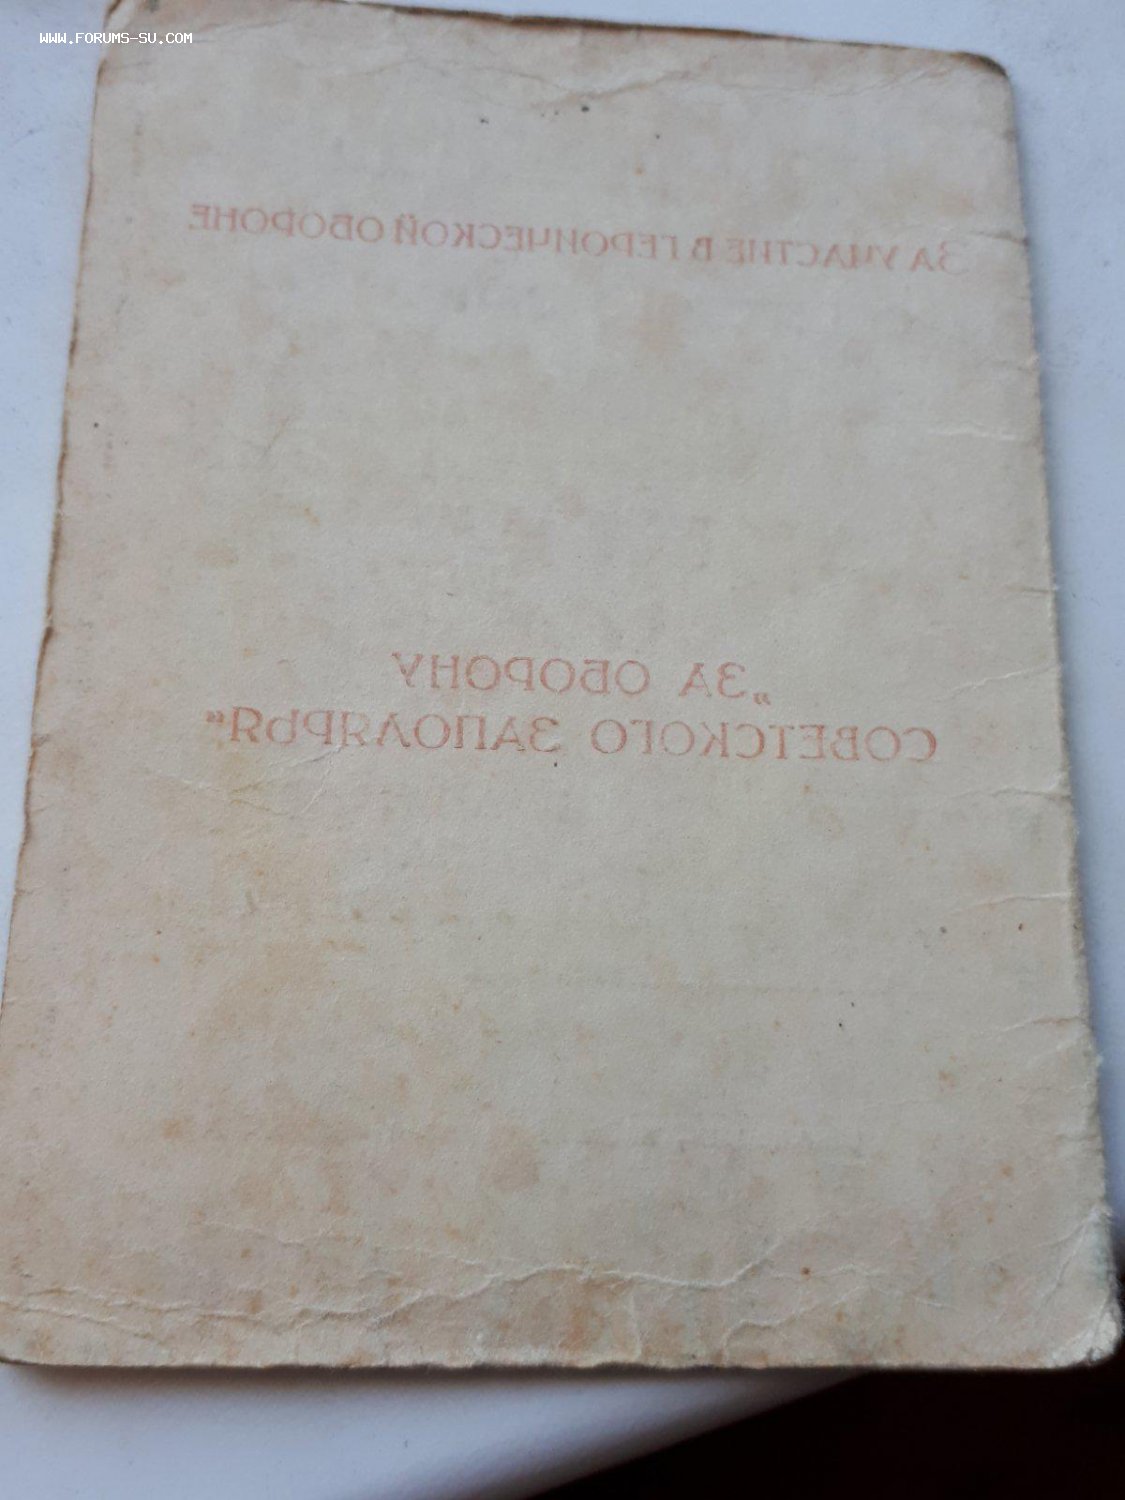 WWW.FORUMS-SU.COM
ЗА УЧАСТИЕ В ГЕРОИЧЕСКОЙ ОБОРОНЕ
„ЗА ОБОРОНУ
СОВЕТСКОГО ЗАПОЛЯРЬЯ“